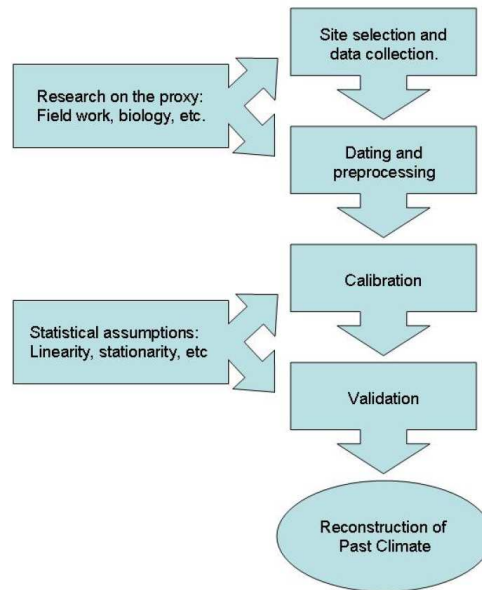 Site selection and
data collection.
Research on the proxy:
Field work, biology, etc.
Dating and
preprocessing
Calibration
Statistical assumptions:
Linearity, stationarity, etc
Validation
Reconstruction of
Past Climate